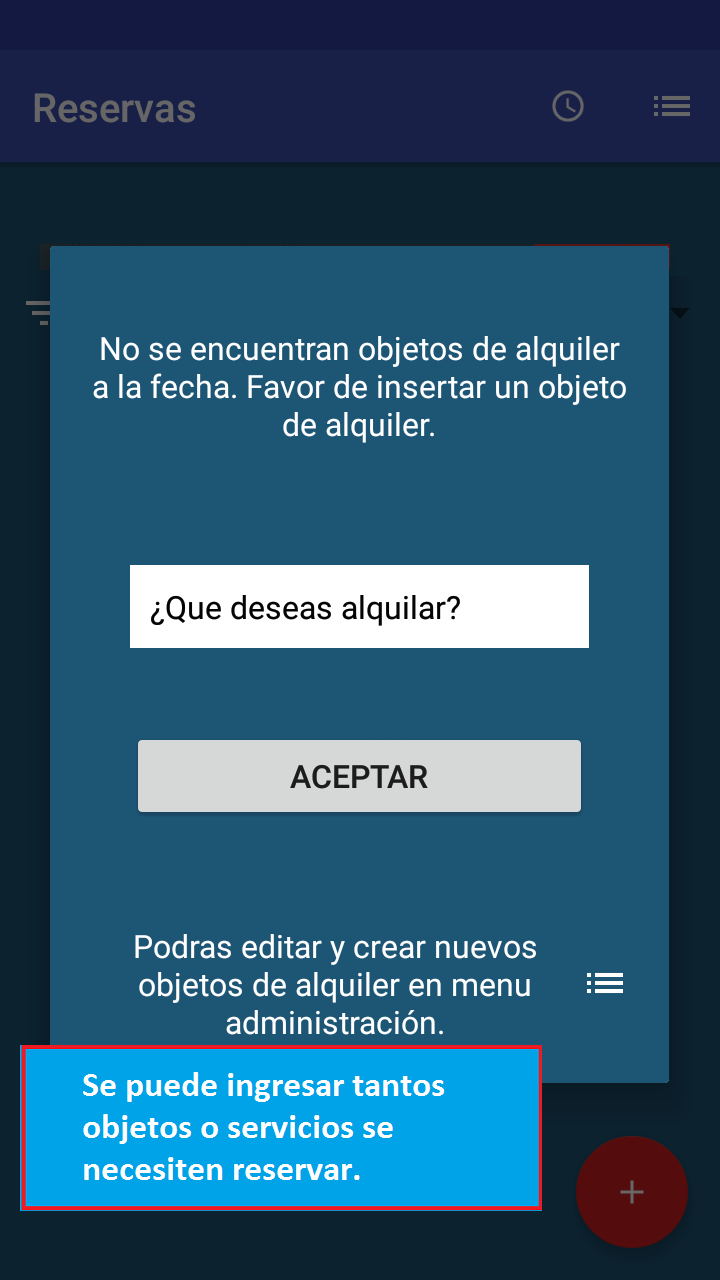 Reservas
No se encuentran objetos de alquiler
a la fecha. Favor de insertar un objeto
de alquiler.
¿Que deseas alquilar?
ACEPTAR
Podras editar y crear nuevos
objetos de alquiler en menu
administración.
Se puede ingresar tantos
objetos o servicios se
necesiten reservar.